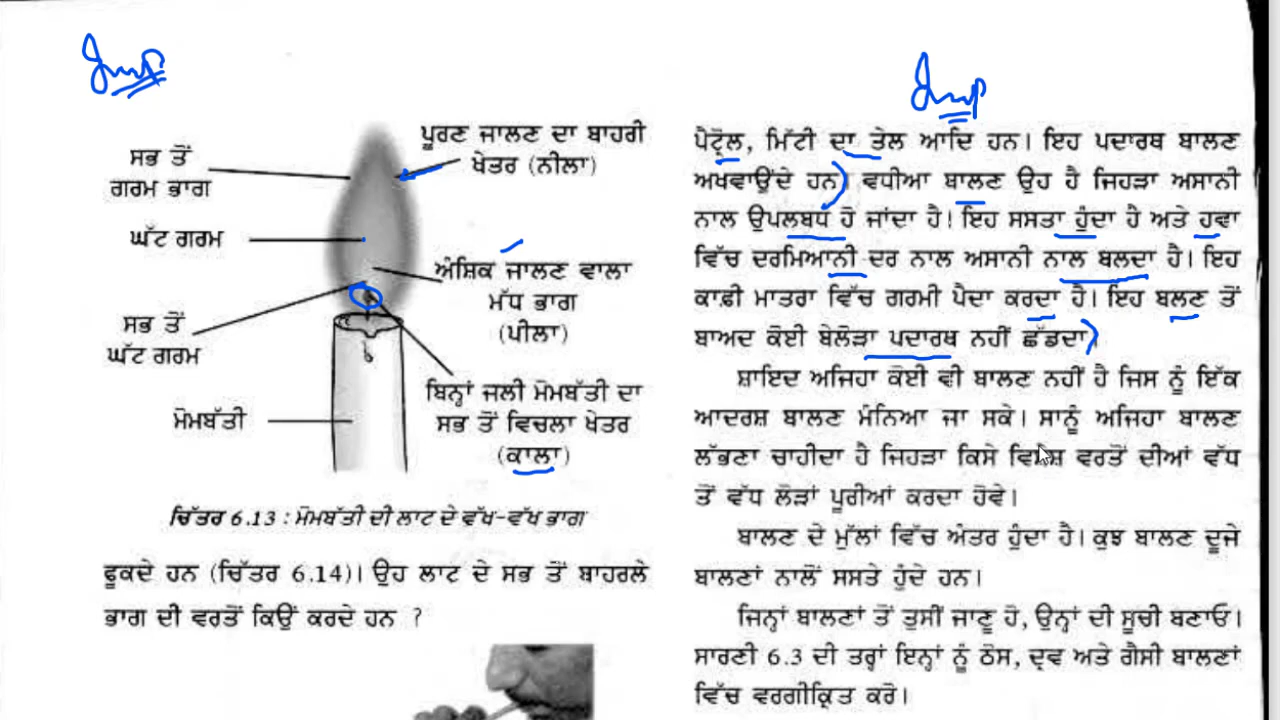 Imp
ਪੂਰਣ ਜਾਲਣ ਦਾ ਬਾਹਰੀ
ਖੇਤਰ (ਨੀਲਾ)
ਸਭ ਤੋਂ
ਗਰਮ ਭਾਗ
ਘੱਟ ਗਰਮ
ਅੰਸ਼ਿਕ ਜਾਲਣ ਵਾਲਾ
ਮੱਧ ਭਾਗ
(ਪੀਲਾ)
ਸਭ ਤੋਂ
ਘੱਟ ਗਰਮ
ਬਿਨ੍ਹਾਂ ਜਲੀ ਮੋਮਬੱਤੀ ਦਾ
ਸਭ ਤੋਂ ਵਿਚਲਾ ਖੇਤਰ
(ਕਾਲਾ)
ਮੋਮਬੱਤੀ
ਚਿੱਤਰ 6.13 : ਮੋਮਬੱਤੀ ਦੀ ਲਾਟ ਦੇ ਵੱਖ-ਵੱਖ ਭਾਗ
ਫੂਕਦੇ ਹਨ (ਚਿੱਤਰ 6.14)। ਉਹ ਲਾਟ ਦੇ ਸਭ ਤੋਂ ਬਾਹਰਲੇ
ਭਾਗ ਦੀ ਵਰਤੋਂ ਕਿਉਂ ਕਰਦੇ ਹਨ ?
Imp
ਪੈਟ੍ਰੋਲ, ਮਿੱਟੀ ਦਾ ਤੇਲ ਆਦਿ ਹਨ। ਇਹ ਪਦਾਰਥ ਬਾਲਣ
ਅਖਵਾਉਂਦੇ ਹਨ। ਵਧੀਆ ਬਾਲਣ ਉਹ ਹੈ ਜਿਹੜਾ ਅਸਾਨੀ
ਨਾਲ ਉਪਲਬਧ ਹੋ ਜਾਂਦਾ ਹੈ। ਇਹ ਸਸਤਾ ਹੁੰਦਾ ਹੈ ਅਤੇ ਹਵਾ
ਵਿੱਚ ਦਰਮਿਆਨੀ ਦਰ ਨਾਲ ਅਸਾਨੀ ਨਾਲ ਬਲਦਾ ਹੈ। ਇਹ
ਕਾਫ਼ੀ ਮਾਤਰਾ ਵਿੱਚ ਗਰਮੀ ਪੈਦਾ ਕਰਦਾ ਹੈ। ਇਹ ਬਲਣ ਤੋਂ
ਬਾਅਦ ਕੋਈ ਬੇਲੋੜਾ ਪਦਾਰਥ ਨਹੀਂ ਛੱਡਦਾ।
ਸ਼ਾਇਦ ਅਜਿਹਾ ਕੋਈ ਵੀ ਬਾਲਣ ਨਹੀਂ ਹੈ ਜਿਸ ਨੂੰ ਇੱਕ
ਆਦਰਸ਼ ਬਾਲਣ ਮੰਨਿਆ ਜਾ ਸਕੇ। ਸਾਨੂੰ ਅਜਿਹਾ ਬਾਲਣ
ਲੱਭਣਾ ਚਾਹੀਦਾ ਹੈ ਜਿਹੜਾ ਕਿਸੇ ਵਿਸ਼ੇਸ਼ ਵਰਤੋਂ ਦੀਆਂ ਵੱਧ
ਤੋਂ ਵੱਧ ਲੋੜਾਂ ਪੂਰੀਆਂ ਕਰਦਾ ਹੋਵੇ।
ਬਾਲਣ ਦੇ ਮੁੱਲਾਂ ਵਿੱਚ ਅੰਤਰ ਹੁੰਦਾ ਹੈ। ਕੁਝ ਬਾਲਣ ਦੂਜੇ
ਬਾਲਣਾਂ ਨਾਲੋਂ ਸਸਤੇ ਹੁੰਦੇ ਹਨ।
ਜਿਨ੍ਹਾਂ ਬਾਲਣਾਂ ਤੋਂ ਤੁਸੀਂ ਜਾਣੂ ਹੋ, ਉਨ੍ਹਾਂ ਦੀ ਸੂਚੀ ਬਣਾਓ।
ਸਾਰਣੀ 6.3 ਦੀ ਤਰ੍ਹਾਂ ਇਨ੍ਹਾਂ ਨੂੰ ਠੋਸ, ਦ੍ਰਵ ਅਤੇ ਗੈਸੀ ਬਾਲਣਾਂ
ਵਿੱਚ ਵਰਗੀਕ੍ਰਿਤ ਕਰੋ।